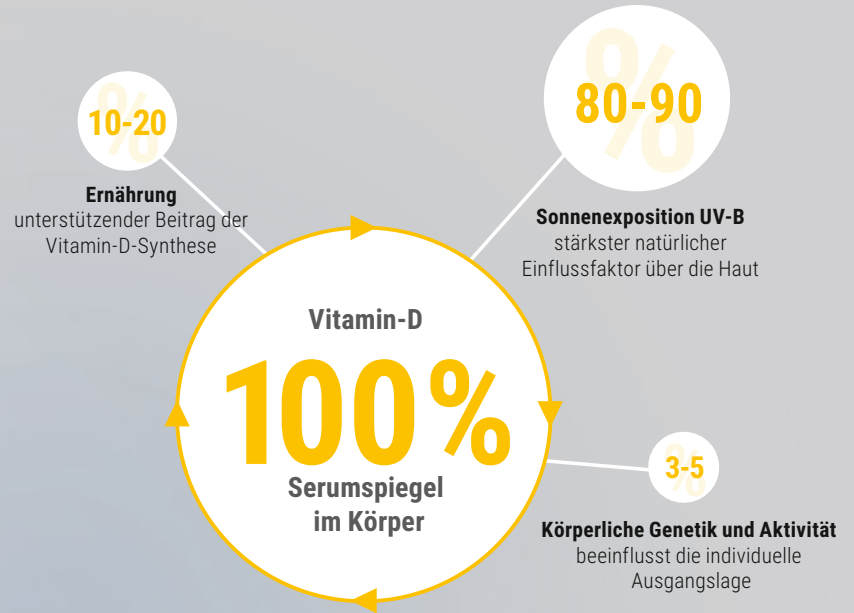 10-20
%
Ernährung
unterstützender Beitrag der
Vitamin-D-Synthese
80-90
%
Sonnenexposition UV-B
stärkster natürlicher
Einflussfaktor über die Haut
Vitamin-D
100%
Serumspiegel
im Körper
3-5
%
Körperliche Genetik und Aktivität
beeinflusst die individuelle
Ausgangslage